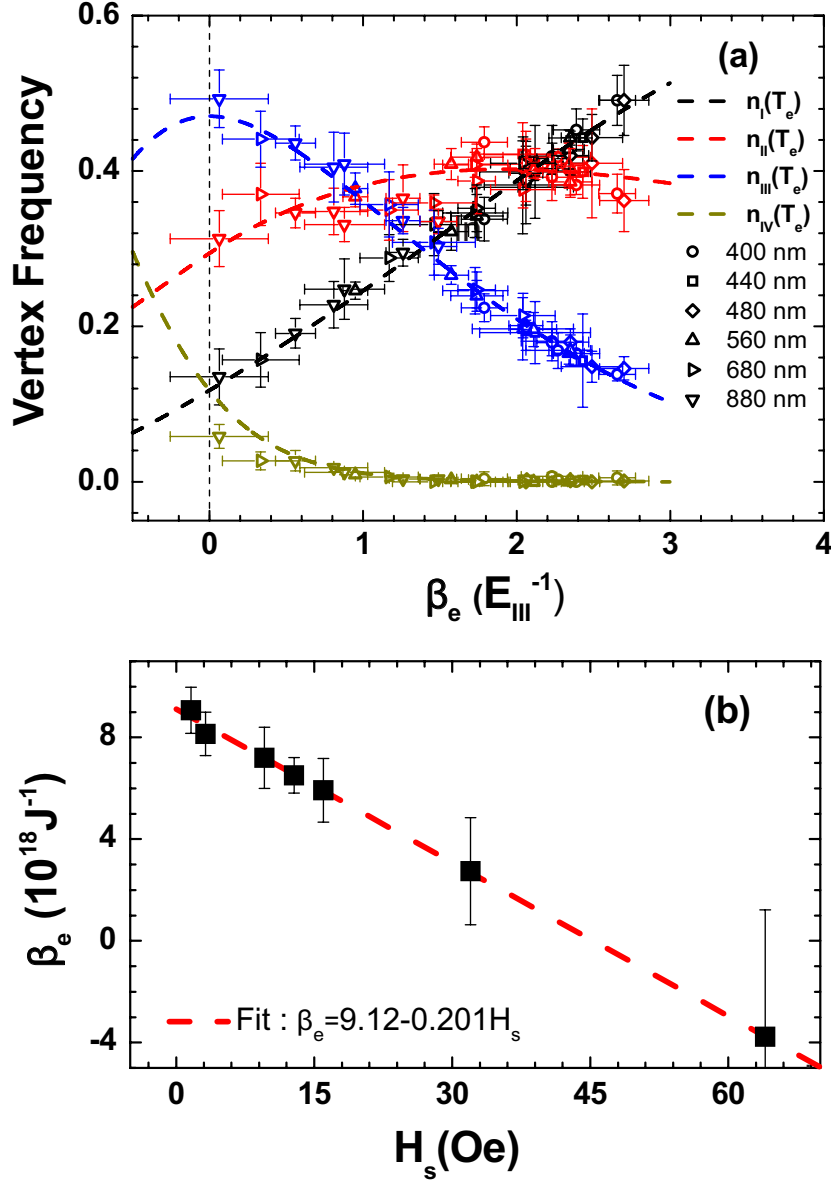 (a)
Vertex Frequency
0.6
0.4
0.2
0.0
n_I(T_e)
n_II(T_e)
n_III(T_e)
n_IV(T_e)
400 nm
440 nm
480 nm
560 nm
680 nm
880 nm
0 1 2 3 4
β_e (E_III^-1)
(b)
β_e (10^18 J^-1)
8
4
0
-4
Fit : β_e=9.12-0.201H_s
0 15 30 45 60
H_s(Oe)